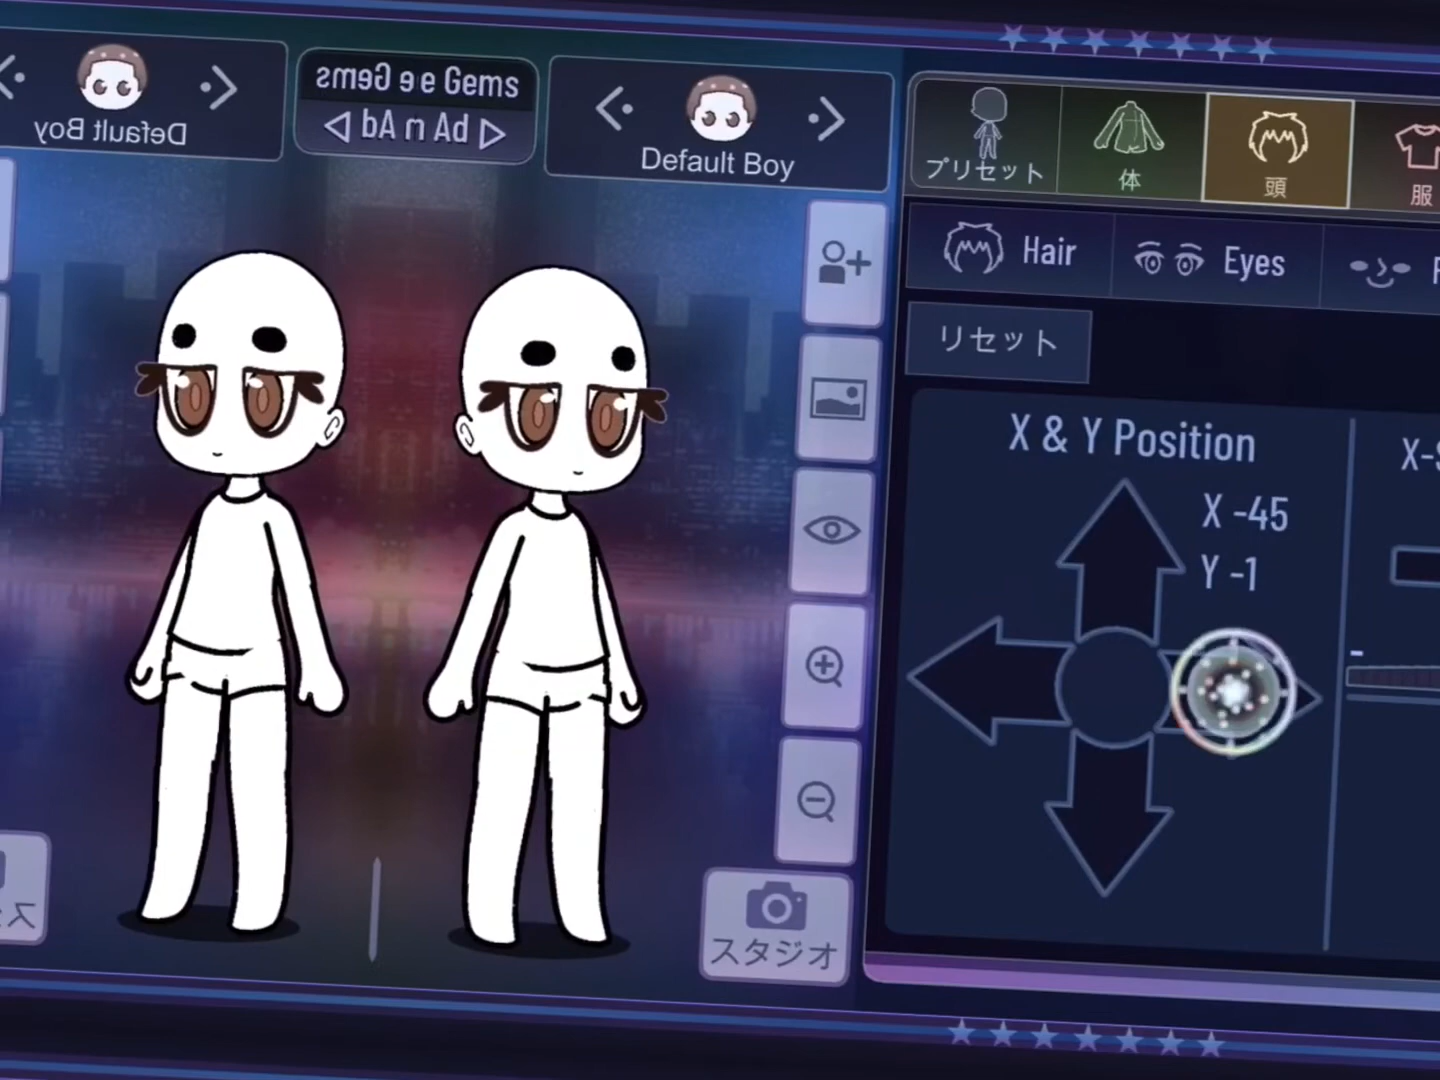 Default Boy
Gems
Ad
Default Boy
プリセット
体
頭
服
Hair
Eyes
リセット
X & Y Position
X -45
Y -1
スタジオ